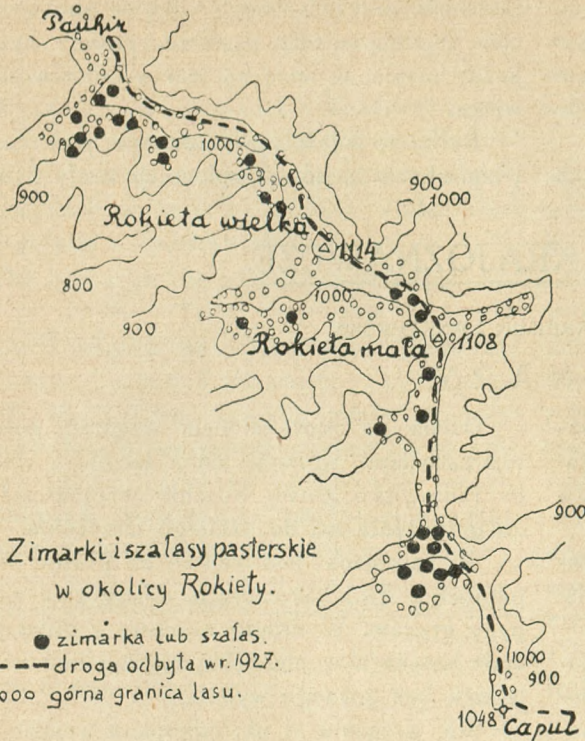 Pauhir
1000
900
900
1000
Rokieta wielka
1114
800
1000
900
Rokieta mała
1108
900
Zimarki i szałasy pasterskie
w okolicy Rokiety.
zimarka lub szałas.
droga odbyta w r. 1927.
górna granica lasu.
1000
900
1048
Capul